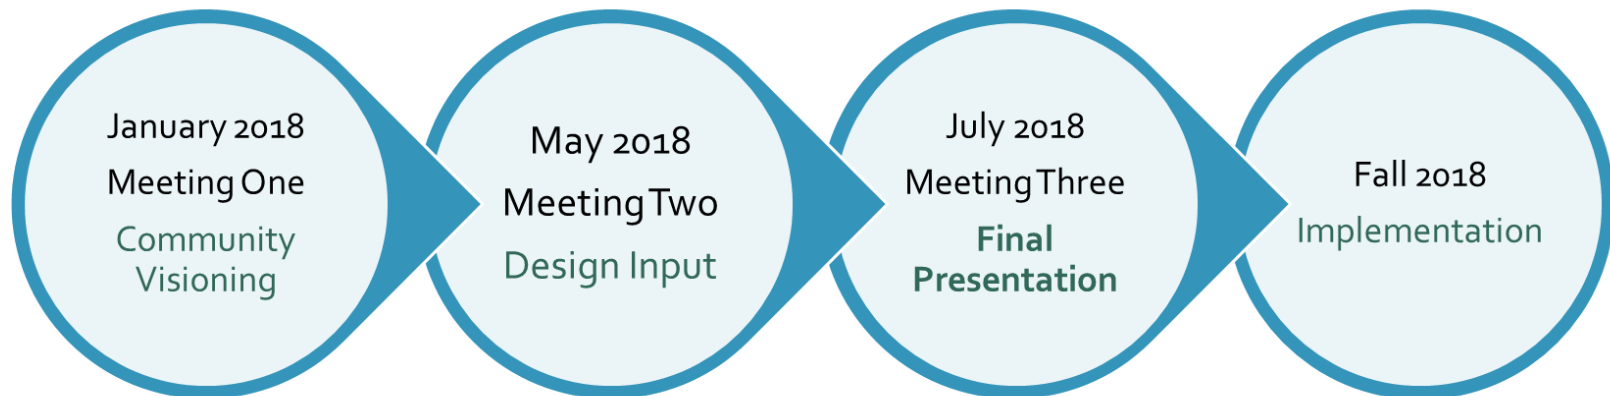 January 2018
Meeting One
Community
Visioning
May 2018
Meeting Two
Design Input
July 2018
Meeting Three
Final
Presentation
Fall 2018
Implementation